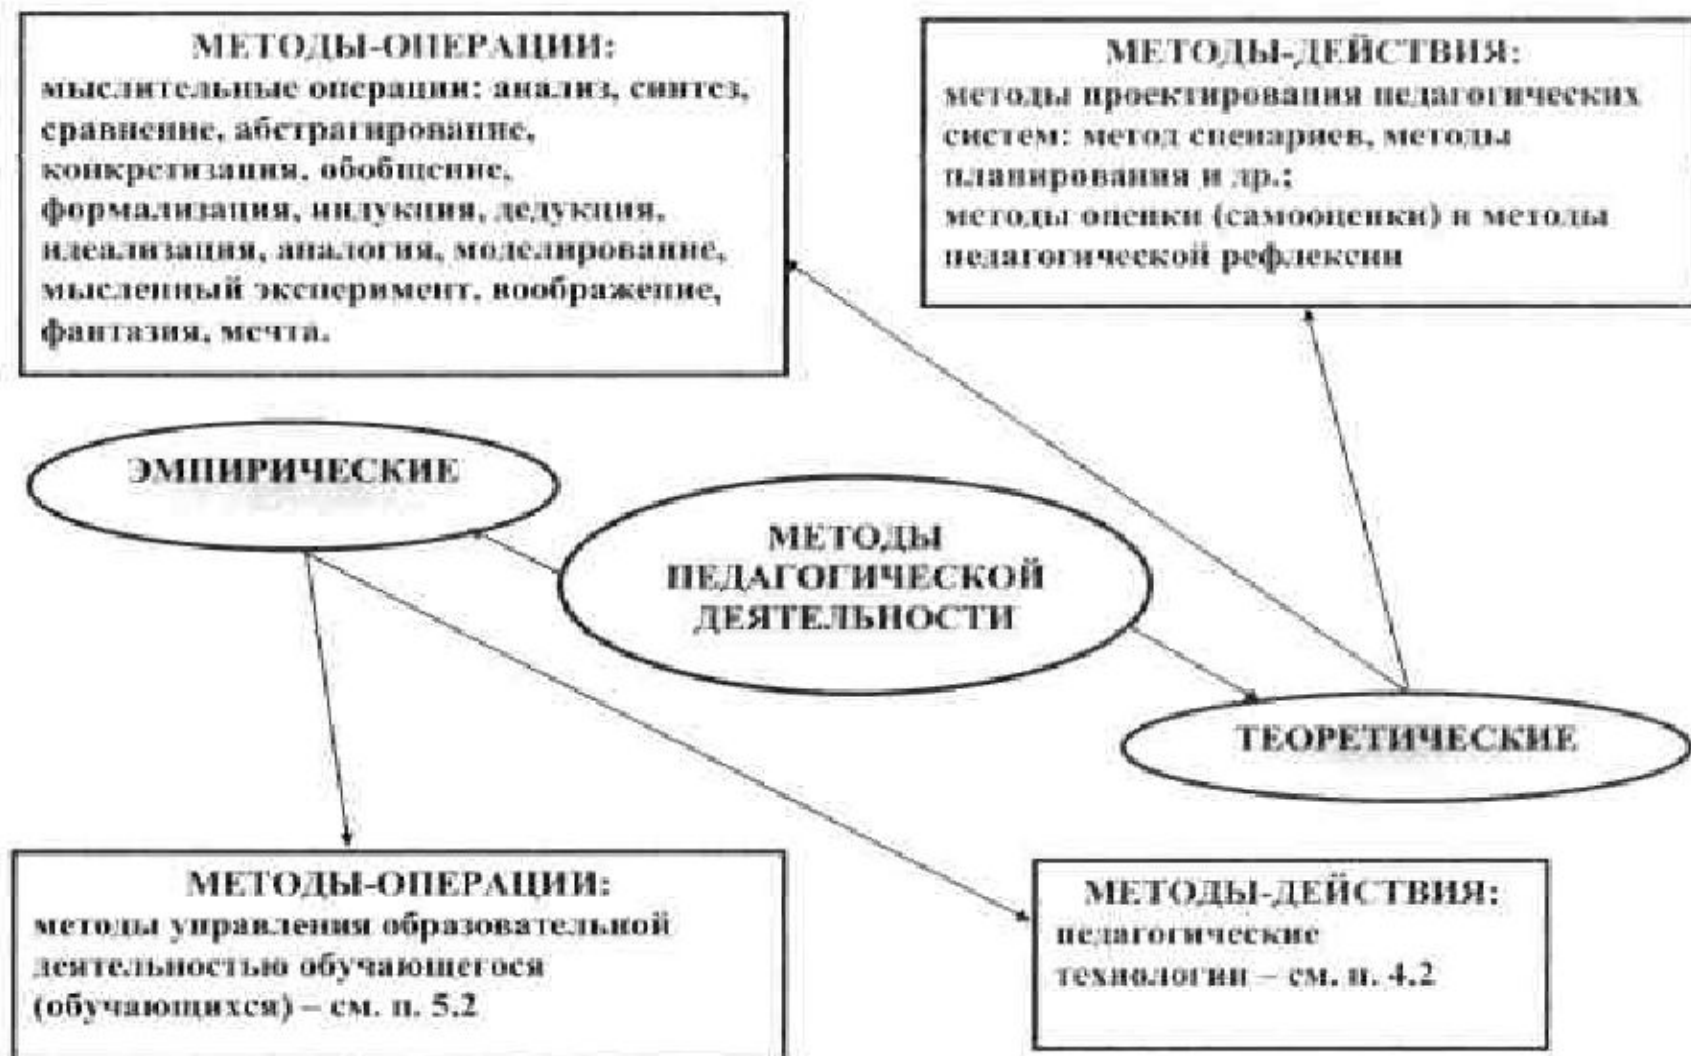 МЕТОДЫ-ОПЕРАЦИИ:
мыслительные операции: анализ, синтез,
сравнение, абстрагирование,
конкретизация, обобщение,
формализация, индукция, дедукция,
идеализация, аналогия, моделирование,
мысленный эксперимент, воображение,
фантазия, мечта.
МЕТОДЫ-ДЕЙСТВИЯ:
методы проектирования педагогических
систем: метод сценариев, методы
планирования и др.;
методы оценки (самооценки) и методы
педагогической рефлексии
ЭМПИРИЧЕСКИЕ
МЕТОДЫ
ПЕДАГОГИЧЕСКОЙ
ДЕЯТЕЛЬНОСТИ
ТЕОРЕТИЧЕСКИЕ
МЕТОДЫ-ОПЕРАЦИИ:
методы управления образовательной
деятельностью обучающегося
(обучающихся) – см. п. 5.2
МЕТОДЫ-ДЕЙСТВИЯ:
педагогические
технологии – см. п. 4.2